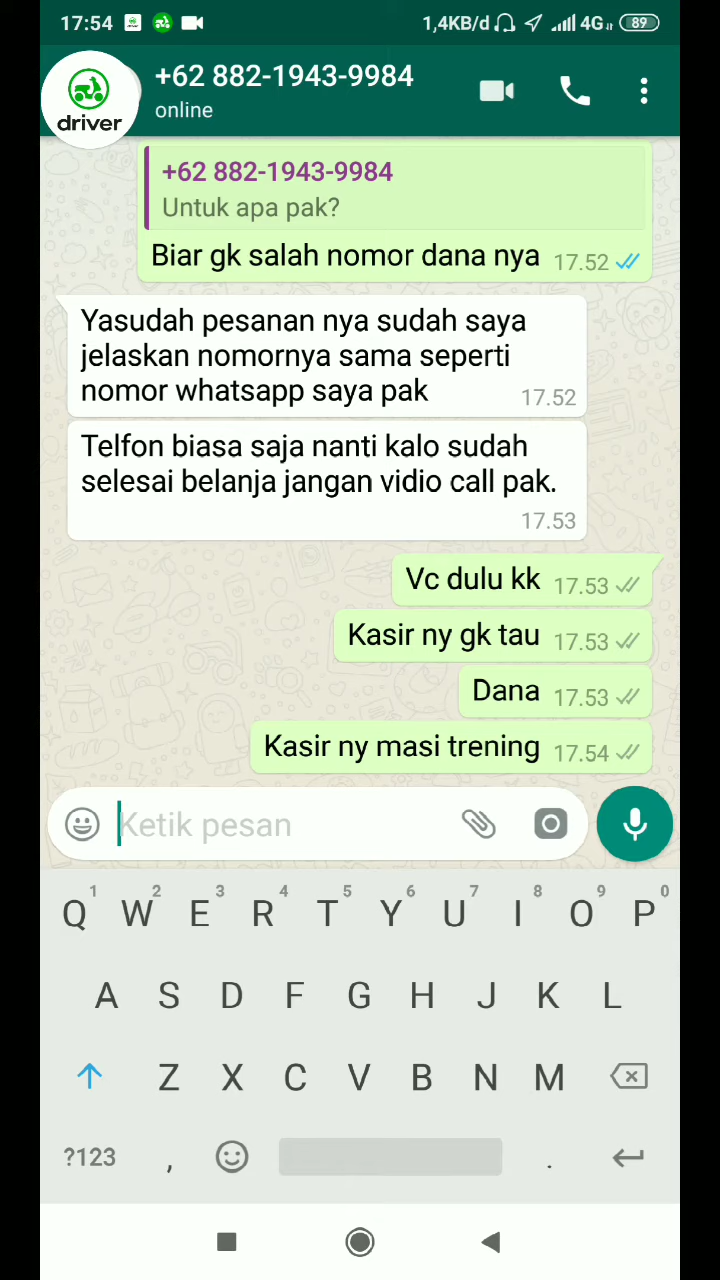 17:54 1,4KB/d 4G 89
+62 882-1943-9984
online
driver
+62 882-1943-9984
Untuk apa pak?
Biar gk salah nomor dana nya 17.52
Yasudah pesanan nya sudah saya
jelaskan nomornya sama seperti
nomor whatsapp saya pak 17.52
Telfon biasa saja nanti kalo sudah
selesai belanja jangan vidio call pak.
17.53
Vc dulu kk 17.53
Kasir ny gk tau 17.53
Dana 17.53
Kasir ny masi trening 17.54
Ketik pesan
1 2 3 4 5 6 7 8 9 0
Q W E R T Y U I O P
A S D F G H J K L
Z X C V B N M
?123 , .